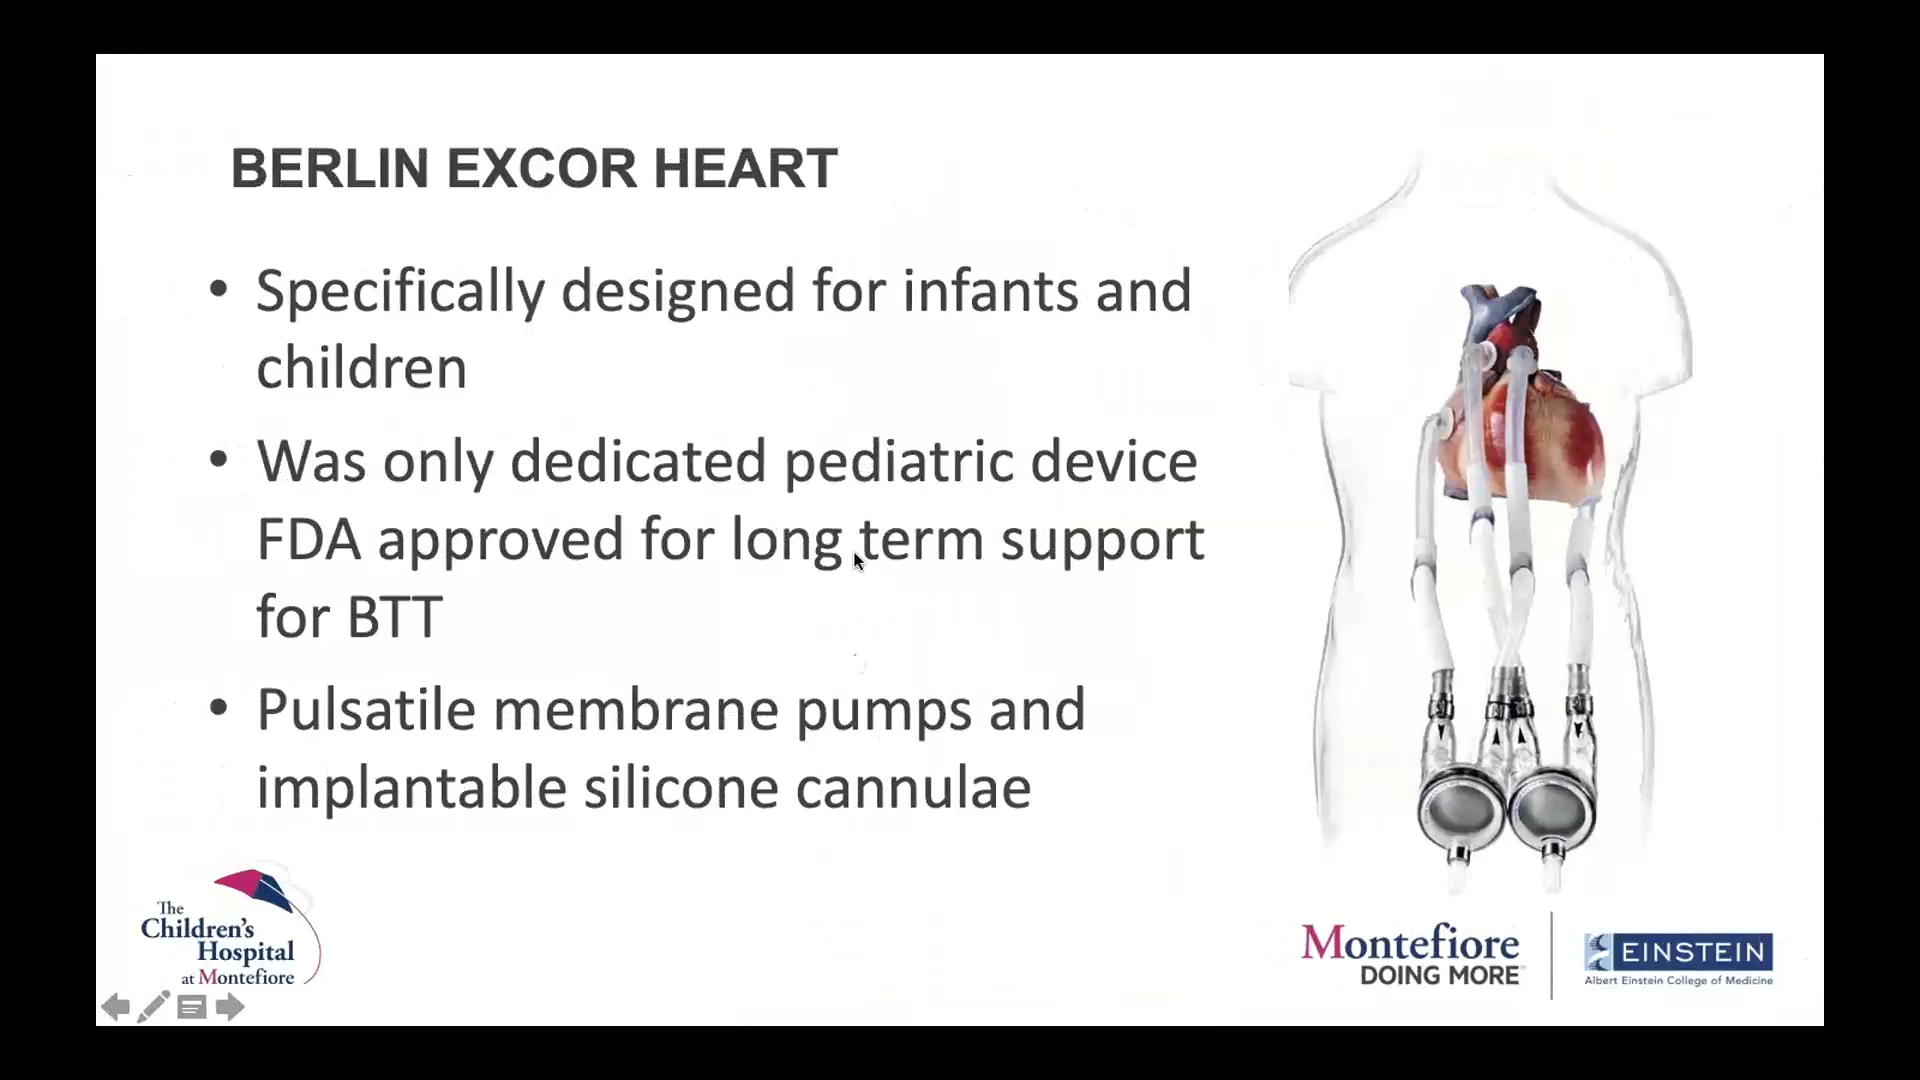 BERLIN EXCOR HEART
• Specifically designed for infants and
children
• Was only dedicated pediatric device
FDA approved for long term support
for BTT
• Pulsatile membrane pumps and
implantable silicone cannulae
The
Children's
Hospital
at Montefiore
Montefiore
DOING MORE
EINSTEIN
Albert Einstein College of Medicine